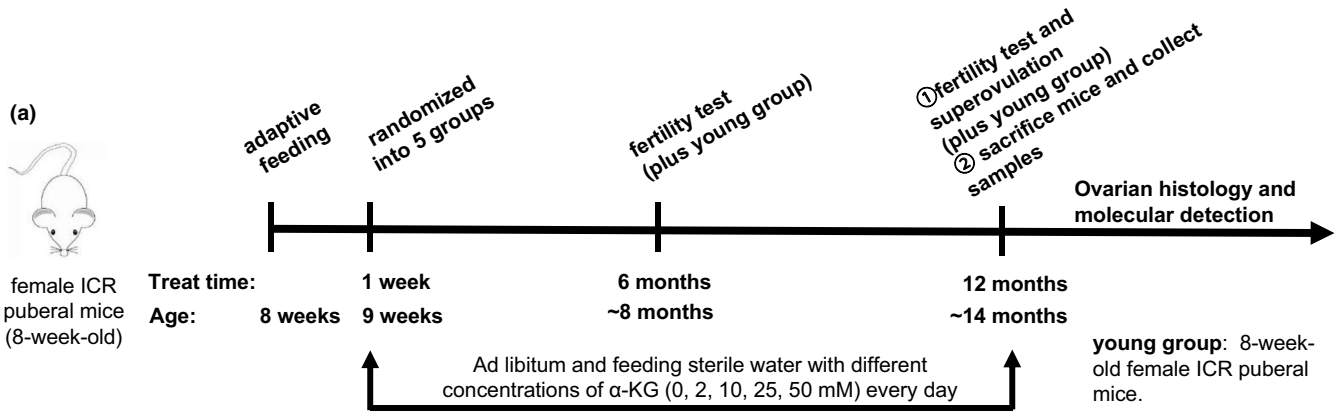 (a)
female ICR
puberal mice
(8-week-old)
adaptive
feeding
randomized
into 5 groups
fertility test
(plus young group)
①fertility test and
superovulation
(plus young group)
② sacrifice mice and collect
samples
Ovarian histology and
molecular detection
Treat time: 1 week 6 months 12 months
Age: 8 weeks 9 weeks ~8 months ~14 months
Ad libitum and feeding sterile water with different
concentrations of α-KG (0, 2, 10, 25, 50 mM) every day
young group: 8-week-
old female ICR puberal
mice.